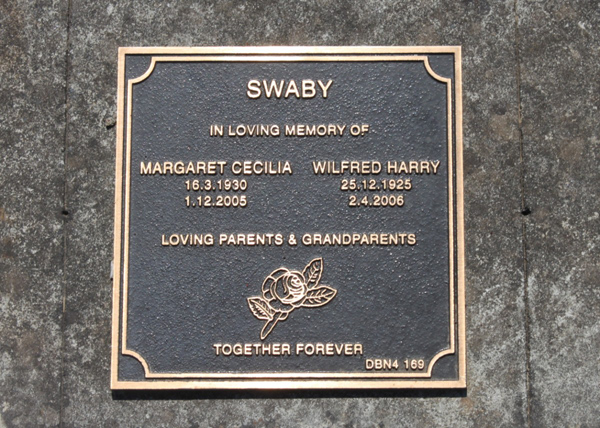 SWABY
IN LOVING MEMORY OF
MARGARET CECILIA WILFRED HARRY
16.3.1930 25.12.1925
1.12.2005 2.4.2006
LOVING PARENTS & GRANDPARENTS
TOGETHER FOREVER
DBN4 169